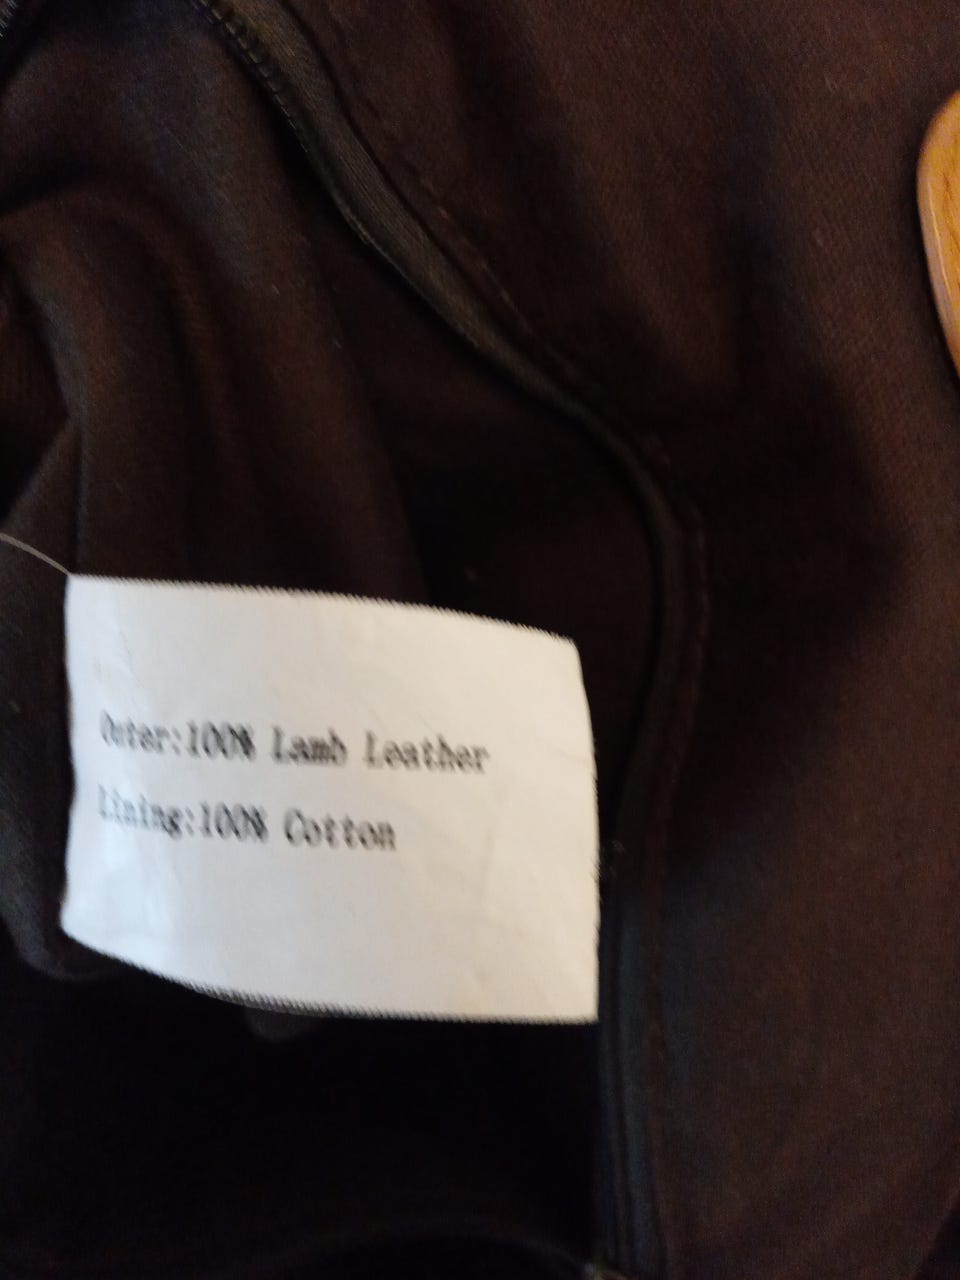 Outer:100% Lamb Leather
Lining:100% Cotton